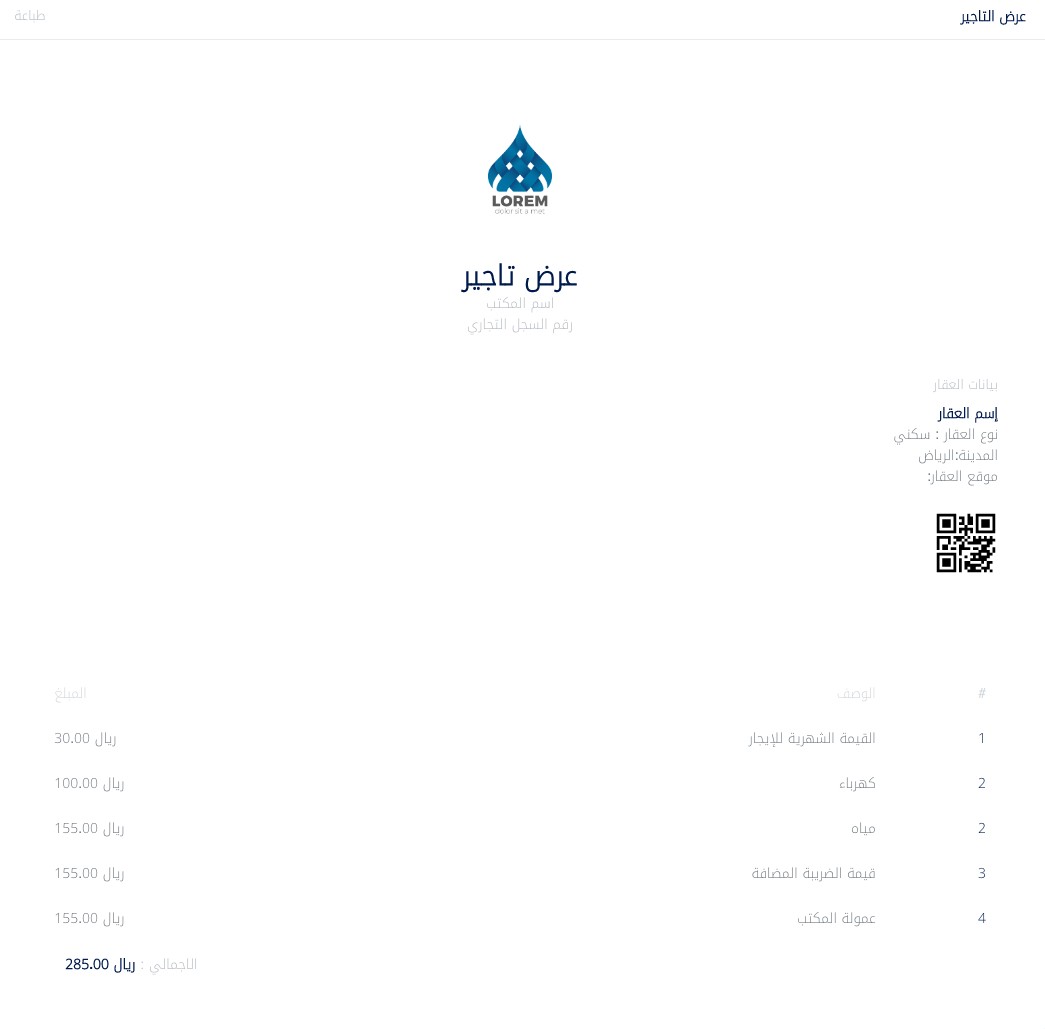 عرض التاجير
طباعة
LOREM
dolor sit a met
عرض تاجير
اسم المكتب
رقم السجل التجاري
بيانات العقار
إسم العقار
نوع العقار : سكني
المدينة:الرياض
موقع العقار:
# الوصف المبلغ
1 القيمة الشهرية للإيجار ريال 30.00
2 كهرباء ريال 100.00
2 مياه ريال 155.00
3 قيمة الضريبة المضافة ريال 155.00
4 عمولة المكتب ريال 155.00
الاجمالي : ريال 285.00